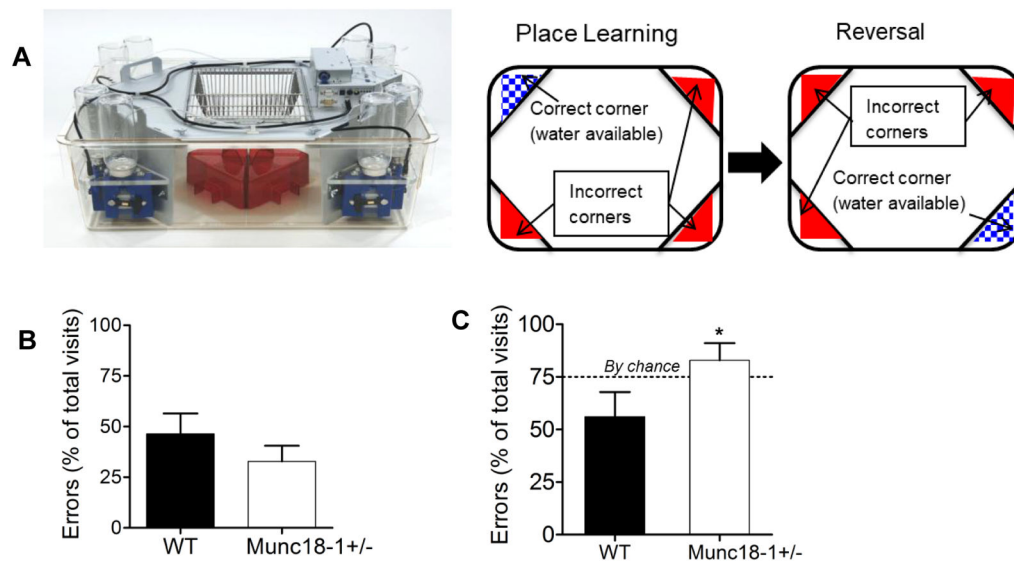 A
Place Learning
Correct corner
(water available)
Incorrect
corners
Reversal
Incorrect
corners
Correct corner
(water available)
B
Errors (% of total visits)
100
75
50
25
0
WT
Munc18-1+/-
C
Errors (% of total visits)
100
75
50
25
0
By chance
*
WT
Munc18-1+/-